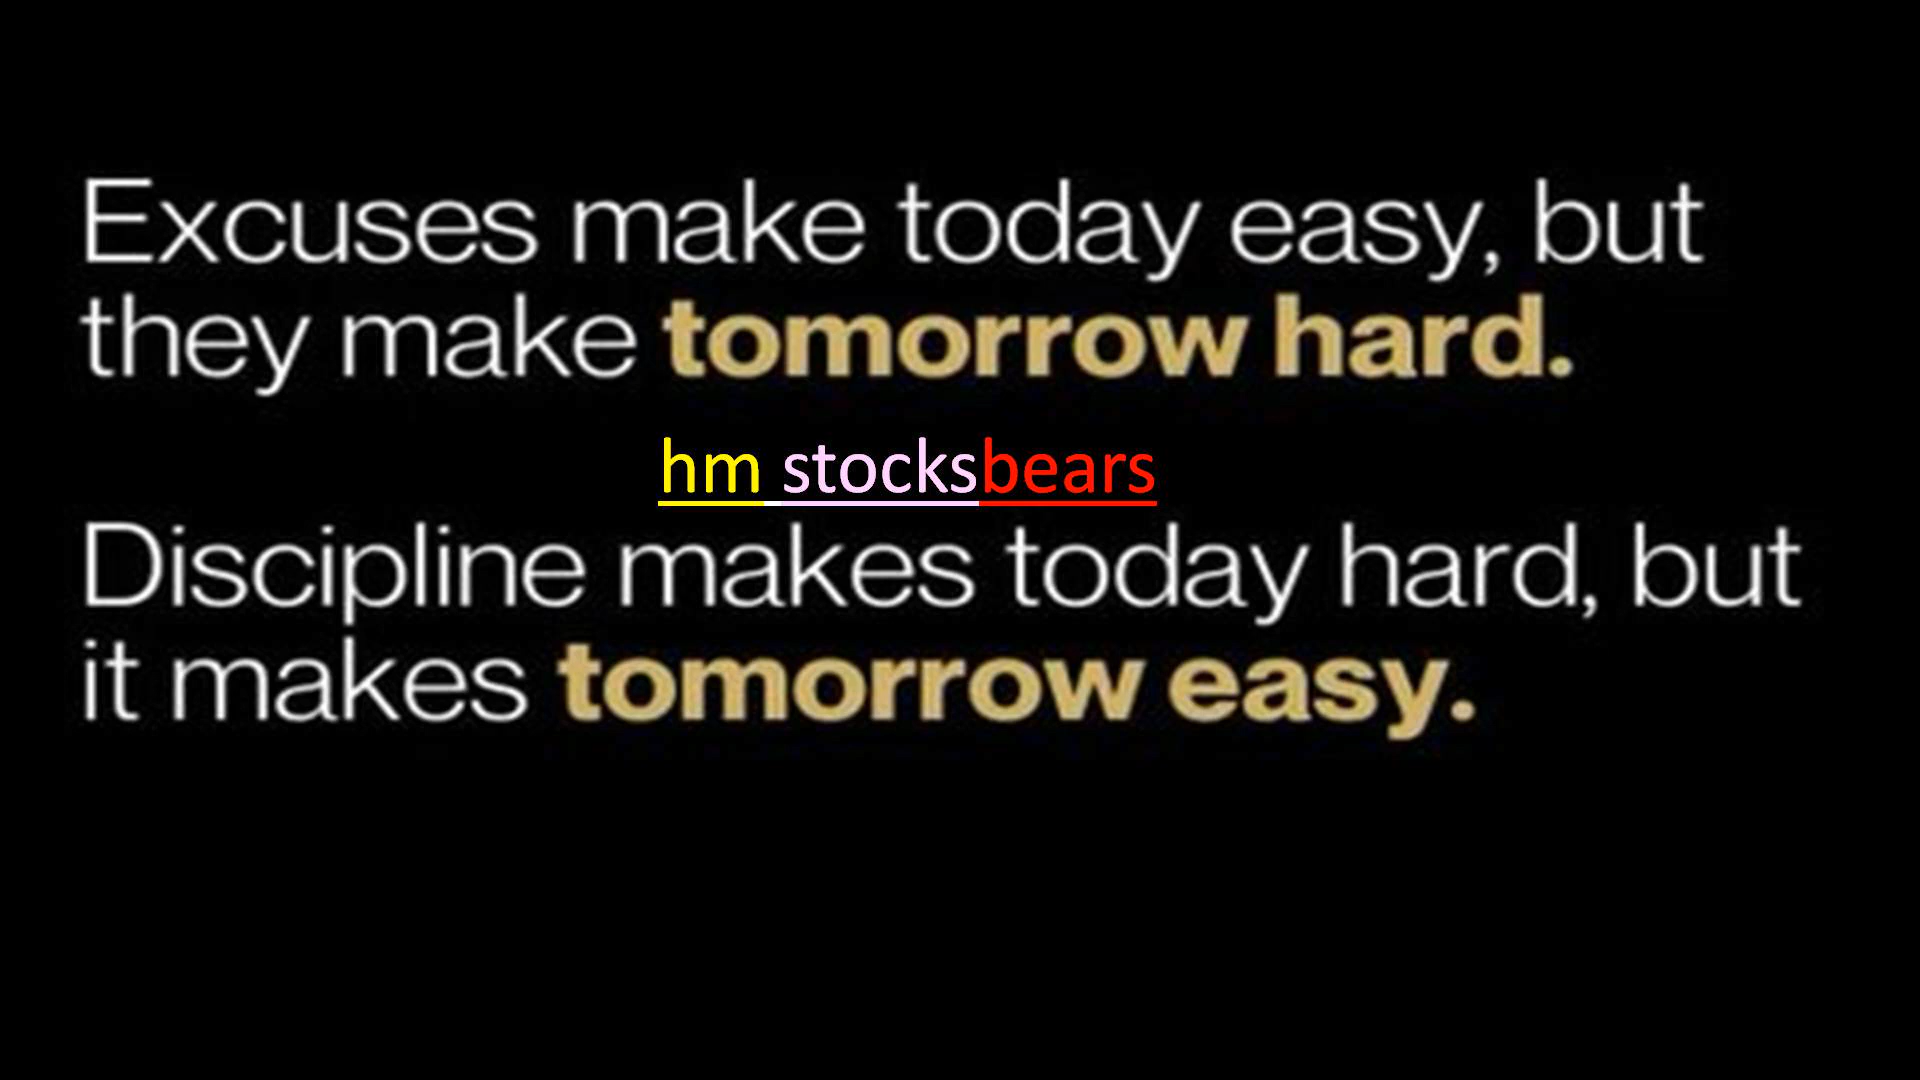 Excuses make today easy, but
they make tomorrow hard.
hm stocksbears
Discipline makes today hard, but
it makes tomorrow easy.